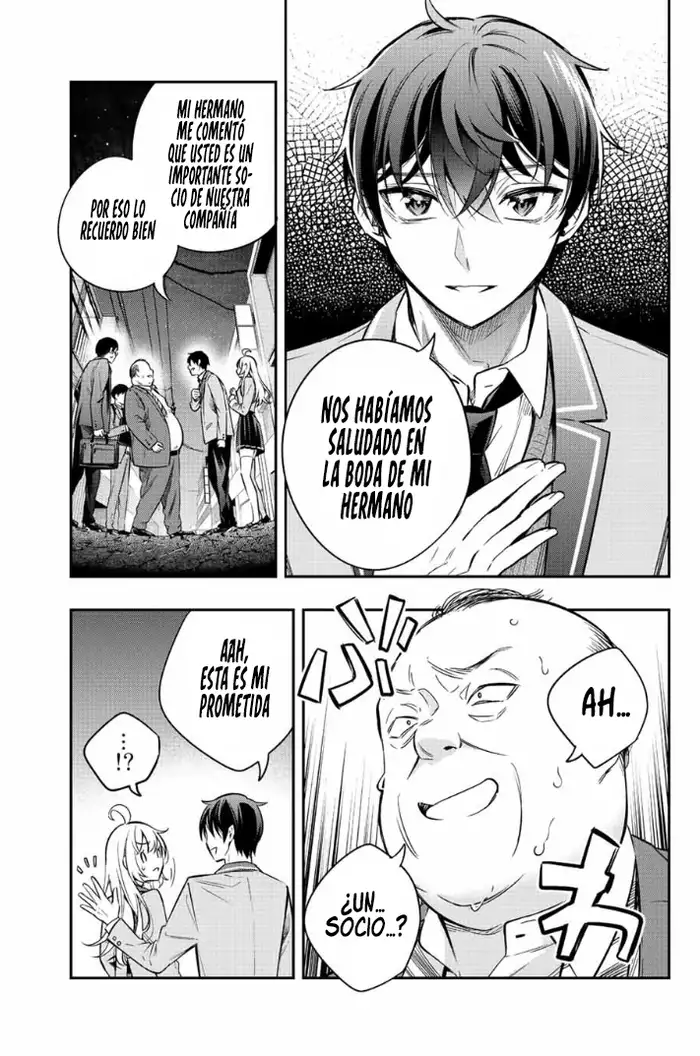 NOS HABÍAMOS
SALUDADO EN
LA BODA DE MI
HERMANO
MI HERMANO
ME COMENTÓ
QUE USTED ES UN
IMPORTANTE SO-
CIO DE NUESTRA
COMPAÑIA
POR ESO LO
RECUERDO BIEN
AH...
¿UN...
SOCIO...?
AAH,
ESTA ES MI
PROMETIDA
...
!?